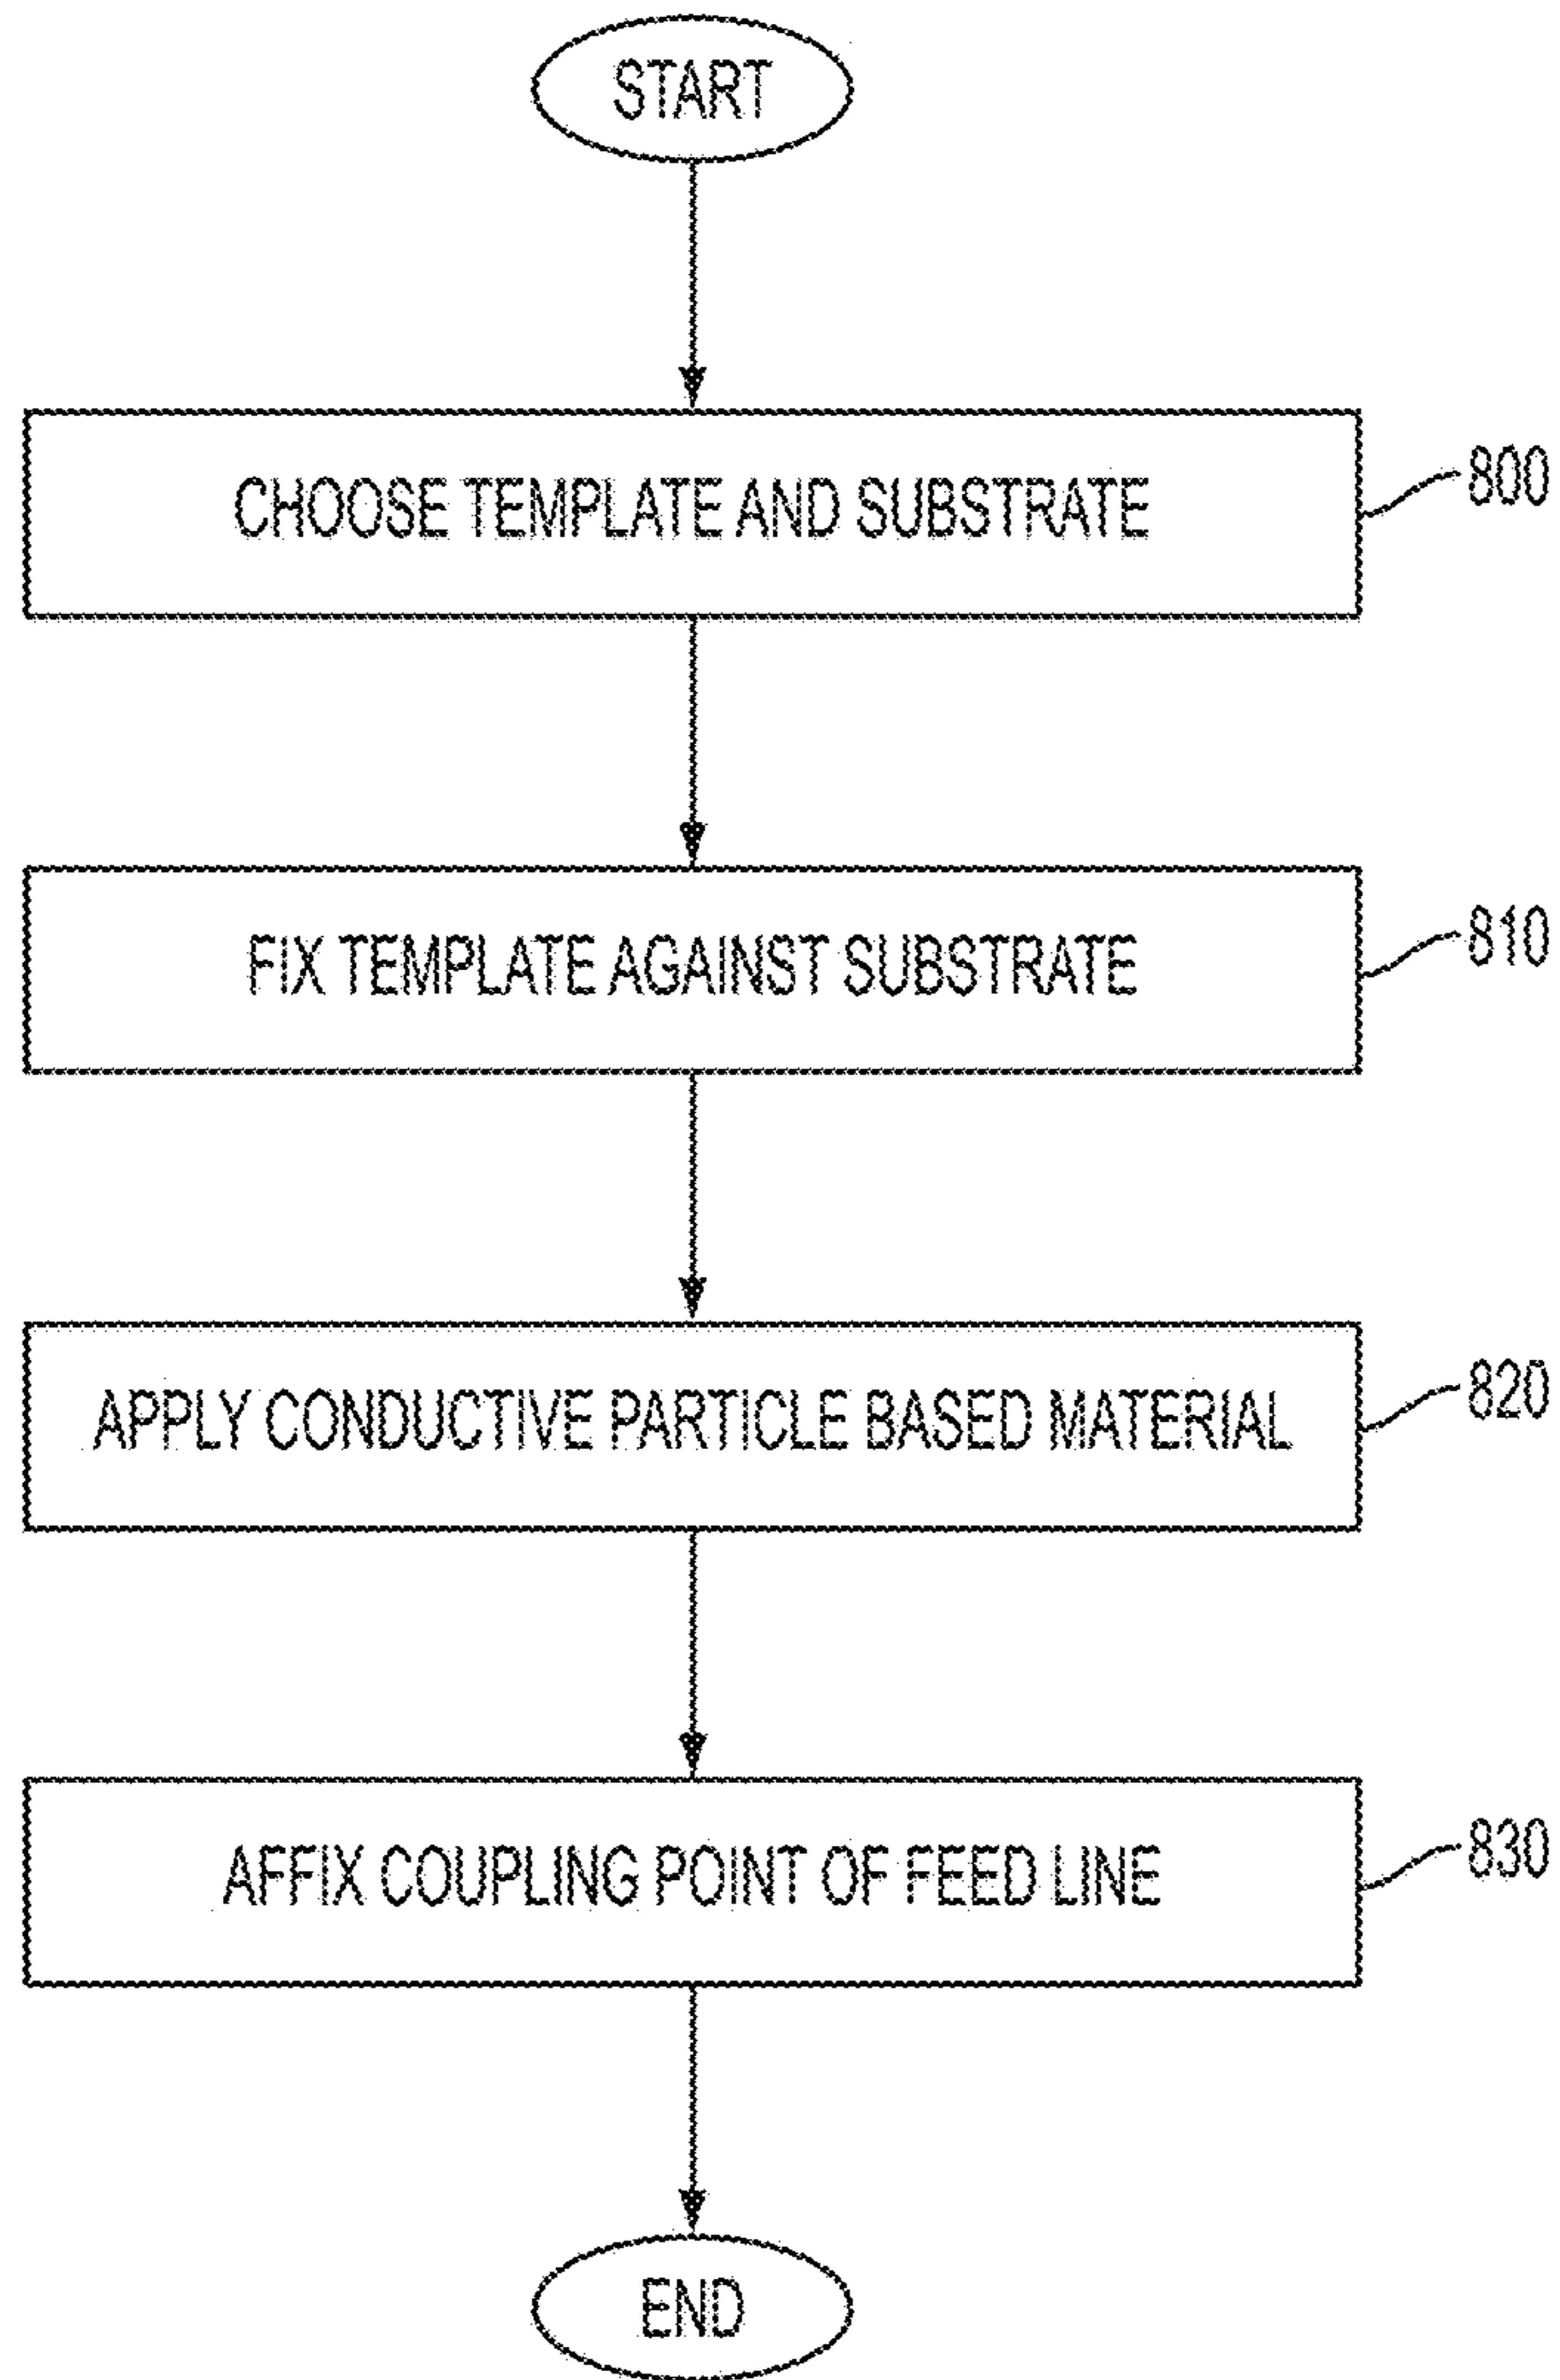 START
CHOOSE TEMPLATE AND SUBSTRATE
800
FIX TEMPLATE AGAINST SUBSTRATE
810
APPLY CONDUCTIVE PARTICLE BASED MATERIAL
820
AFFIX COUPLING POINT OF FEED LINE
830
END